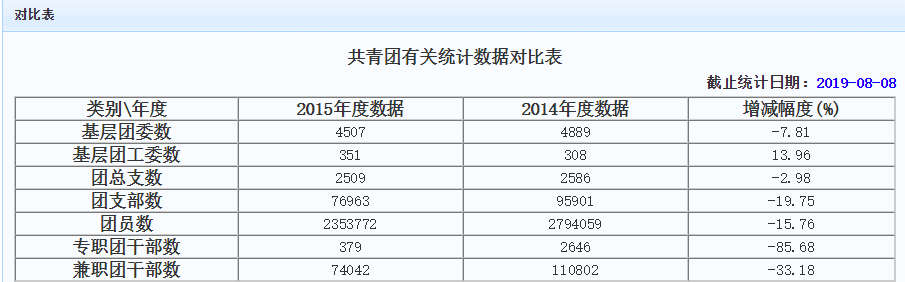 对比表
共青团有关统计数据对比表
截止统计日期：2019-08-08
类别\年度 2015年度数据 2014年度数据 增减幅度(%)
基层团委数 4507 4889 -7.81
基层团工委数 351 308 13.96
团总支数 2509 2586 -2.98
团支部数 76963 95901 -19.75
团员数 2353772 2794059 -15.76
专职团干部数 379 2646 -85.68
兼职团干部数 74042 110802 -33.18